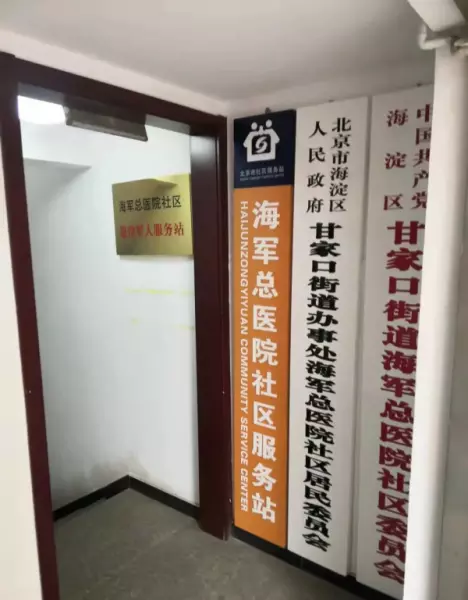 海军总医院社区
退役军人服务站
北京市社区服务站
海军总医院社区服务站
HAIJUNZONGYIYUAN COMMUNITY SERVICE CENTER
北京市海淀区
人民政府
甘家口街道办事处海军总医院社区居民委员会
中国共产党
海淀区
甘家口街道海军总医院社区委员会